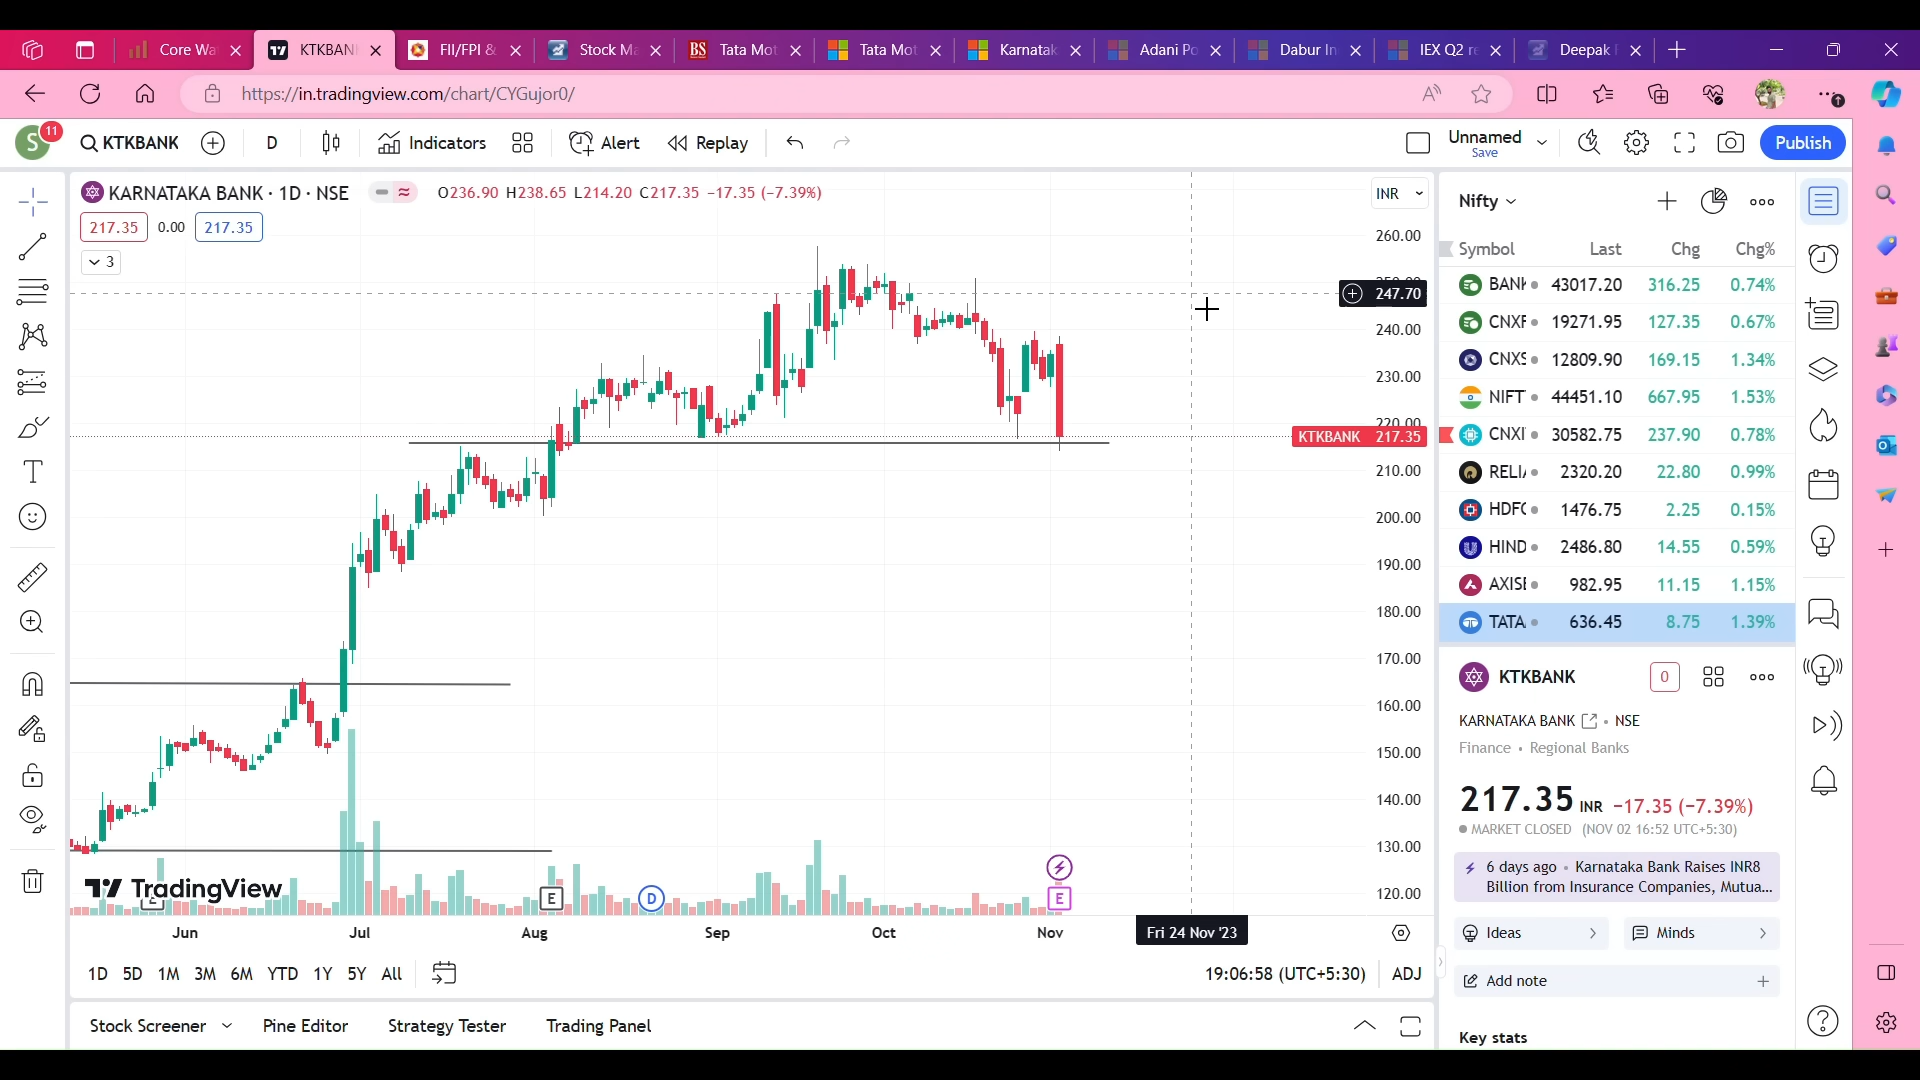 Core Wa
KTKBANK
FII/FPI &
Stock Ma
BS
Tata Mot
Tata Mot
Karnatak
Adani Po
Dabur In
IEX Q2 re
Deepak F
https://in.tradingview.com/chart/CYGujor0/
S 11
KTKBANK
D
Indicators
Alert
Replay
Unnamed
Save
Publish
KARNATAKA BANK · 1D · NSE
O236.90 H238.65 L214.20 C217.35 −17.35 (−7.39%)
INR
217.35 0.00 217.35
3
260.00
247.70
240.00
230.00
220.00
KTKBANK 217.35
210.00
200.00
190.00
180.00
170.00
160.00
150.00
140.00
130.00
120.00
TradingView
E
E
D
E
Jun
Jul
Aug
Sep
Oct
Nov
Fri 24 Nov '23
1D 5D 1M 3M 6M YTD 1Y 5Y All
19:06:58 (UTC+5:30)
ADJ
Stock Screener
Pine Editor
Strategy Tester
Trading Panel
Nifty
Symbol Last Chg Chg%
BANK 43017.20 316.25 0.74%
CNXF 19271.95 127.35 0.67%
CNXS 12809.90 169.15 1.34%
NIFT 44451.10 667.95 1.53%
CNXI 30582.75 237.90 0.78%
RELIA 2320.20 22.80 0.99%
HDFC 1476.75 2.25 0.15%
HIND 2486.80 14.55 0.59%
AXISB 982.95 11.15 1.15%
TATA 636.45 8.75 1.39%
KTKBANK
0
KARNATAKA BANK • NSE
Finance • Regional Banks
217.35 INR −17.35 (−7.39%)
MARKET CLOSED (NOV 02 16:52 UTC+5:30)
6 days ago • Karnataka Bank Raises INR8
Billion from Insurance Companies, Mutua...
Ideas
Minds
Add note
Key stats